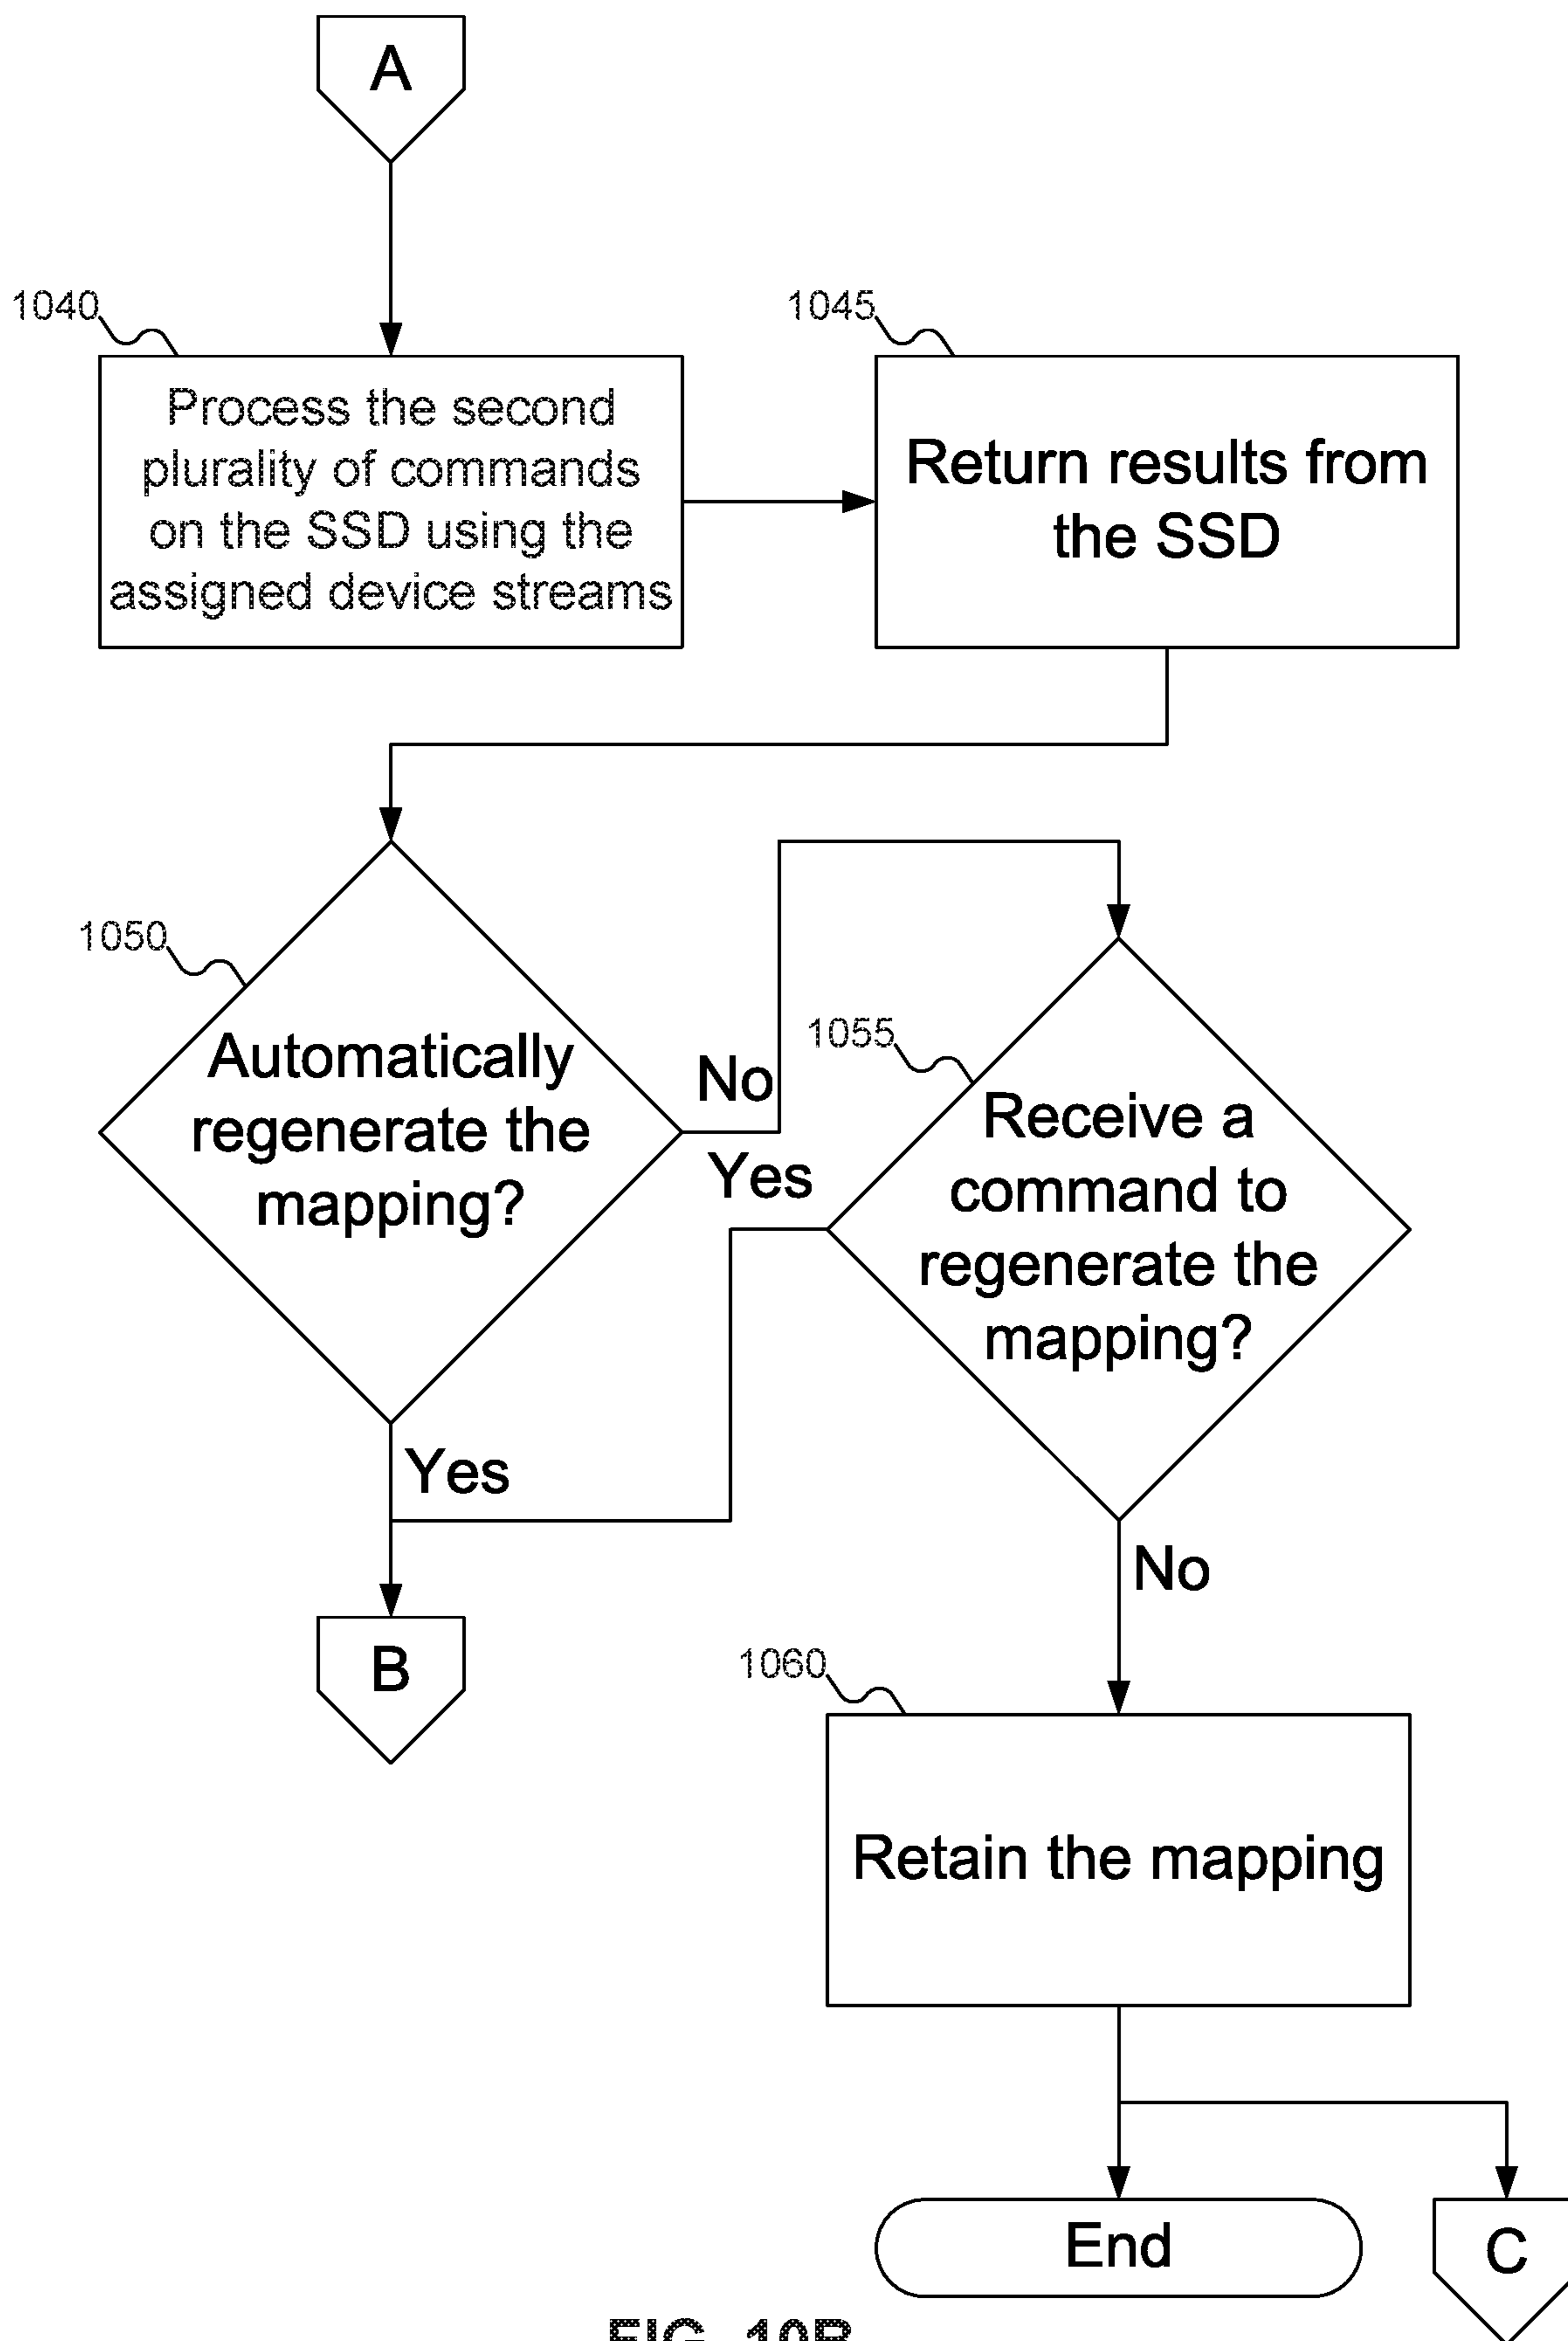 A
1040
1045
Process the second
plurality of commands
on the SSD using the
assigned device streams
Return results from
the SSD
1050
Automatically
regenerate the
mapping?
No
Yes
1055
Receive a
command to
regenerate the
mapping?
Yes
No
B
1060
Retain the mapping
End
C
FIG. 10B